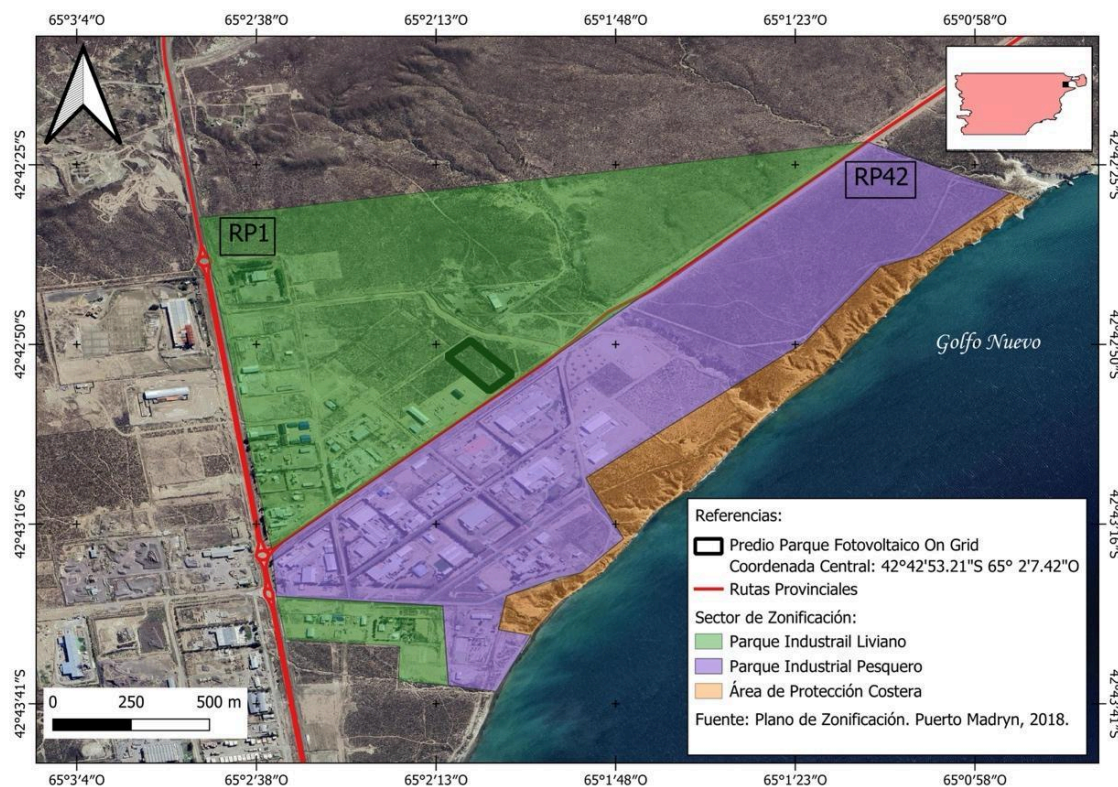 65°3'4"O 65°2'38"O 65°2'13"O 65°1'48"O 65°1'23"O 65°0'58"O
42°42'25"S
42°42'25"S
RP42
RP1
42°42'50"S
Golfo Nuevo
42°42'50"S
42°43'16"S
42°43'16"S
Referencias:
Predio Parque Fotovoltaico On Grid
Coordenada Central: 42°42'53.21"S 65° 2'7.42"O
Rutas Provinciales
Sector de Zonificación:
Parque Industrail Liviano
Parque Industrial Pesquero
Área de Protección Costera
Fuente: Plano de Zonificación. Puerto Madryn, 2018.
42°43'41"S
42°43'41"S
0 250 500 m
65°3'4"O 65°2'38"O 65°2'13"O 65°1'48"O 65°1'23"O 65°0'58"O